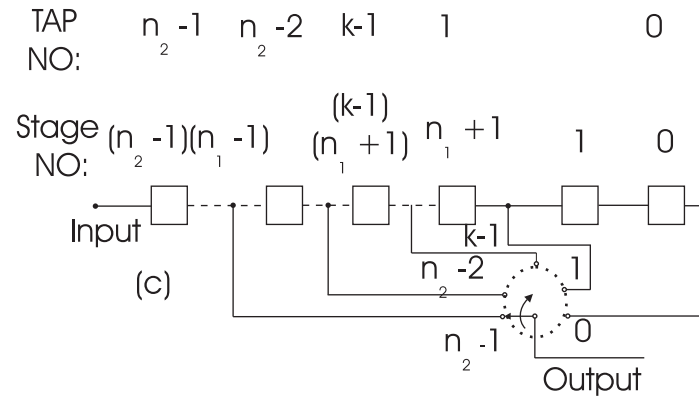 TAP NO: n₂-1 n₂-2 k-1 1 0
Stage NO: (n₂-1)(n₁-1) (k-1)(n₁+1) n₁+1 1 0
Input
k-1
n₂-2
1
(c)
0
n₂-1
Output